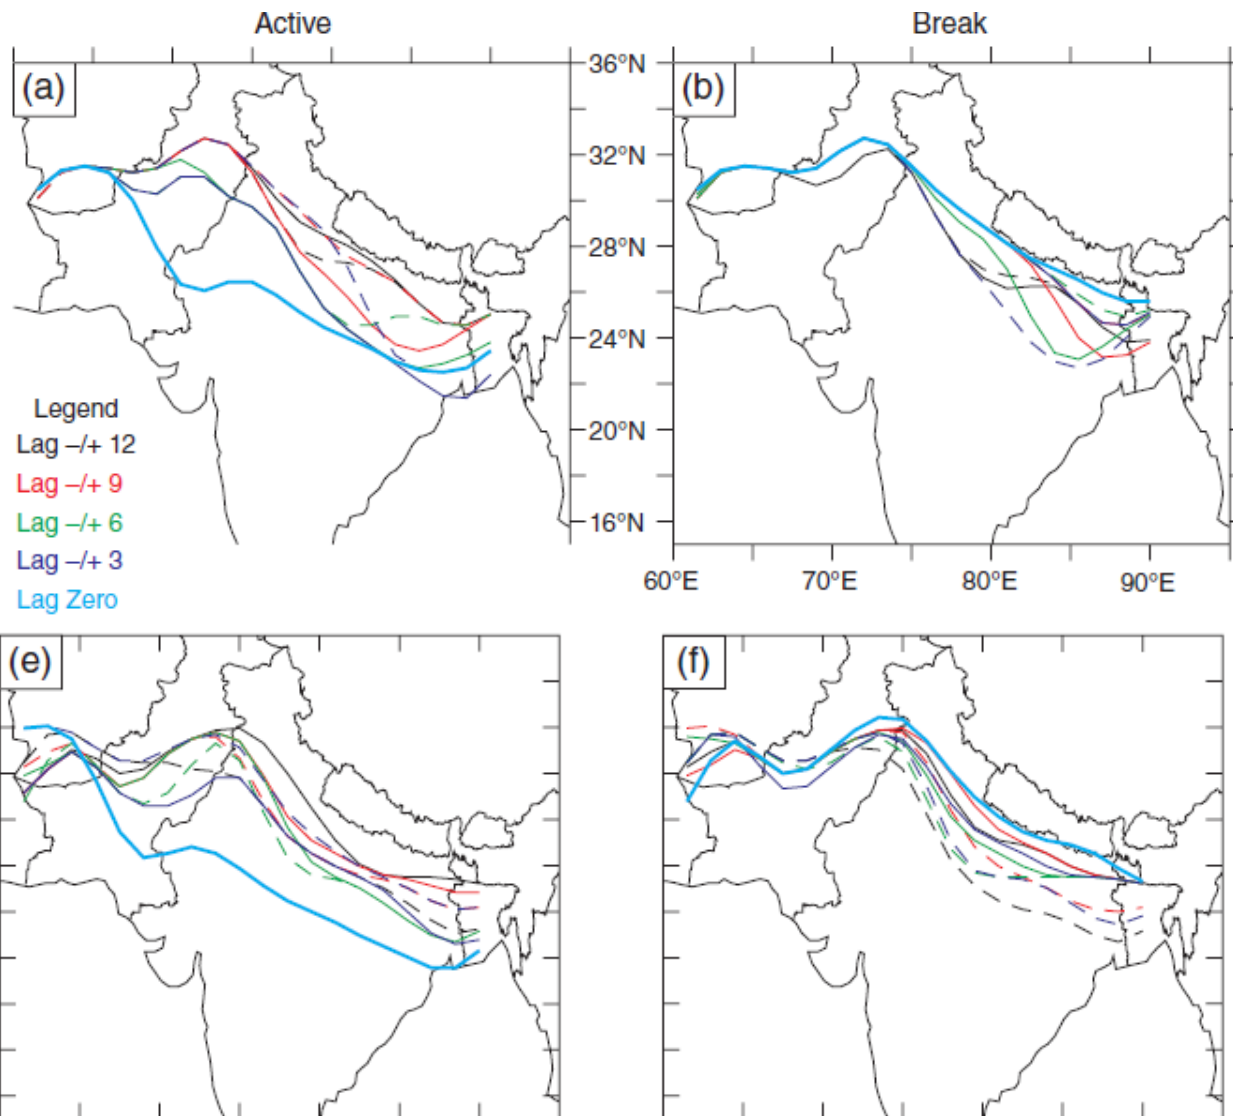 Active
Break
(a)
(b)
36°N
32°N
28°N
24°N
20°N
16°N
Legend
Lag –/+ 12
Lag –/+ 9
Lag –/+ 6
Lag –/+ 3
Lag Zero
60°E
70°E
80°E
90°E
(e)
(f)